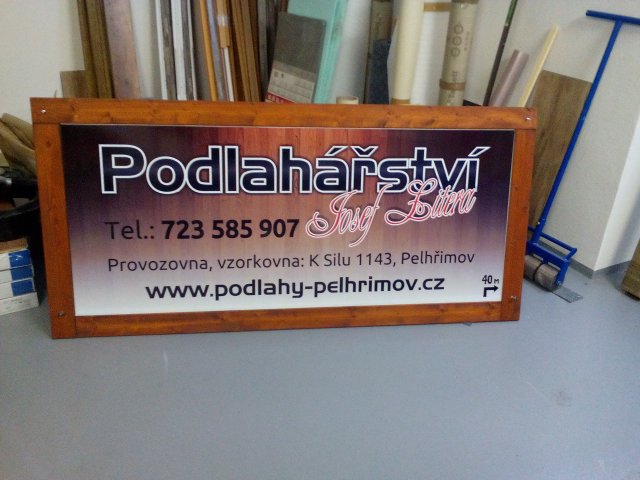 Podlahářství
Josef Litera
Tel.: 723 585 907
Provozovna, vzorkovna: K Silu 1143, Pelhřimov
www.podlahy-pelhrimov.cz
40 M